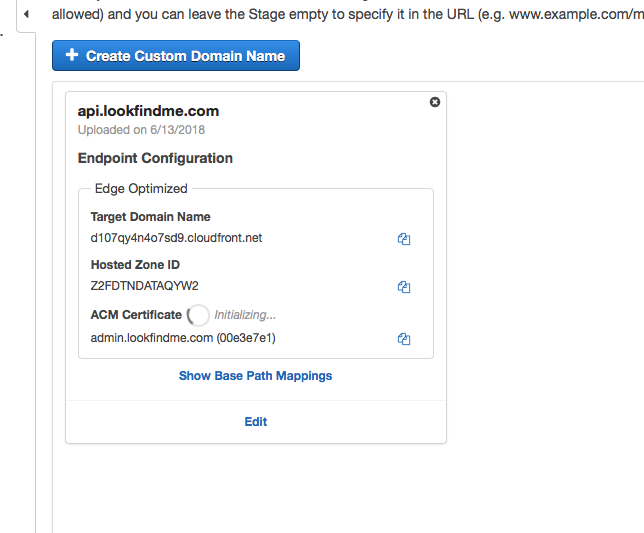 allowed) and you can leave the Stage empty to specify it in the URL (e.g. www.example.com/m
+ Create Custom Domain Name
api.lookfindme.com
Uploaded on 6/13/2018
Endpoint Configuration
Edge Optimized
Target Domain Name
d107qy4n4o7sd9.cloudfront.net
Hosted Zone ID
Z2FDTNDATAQYW2
ACM Certificate Initializing...
admin.lookfindme.com (00e3e7e1)
Show Base Path Mappings
Edit